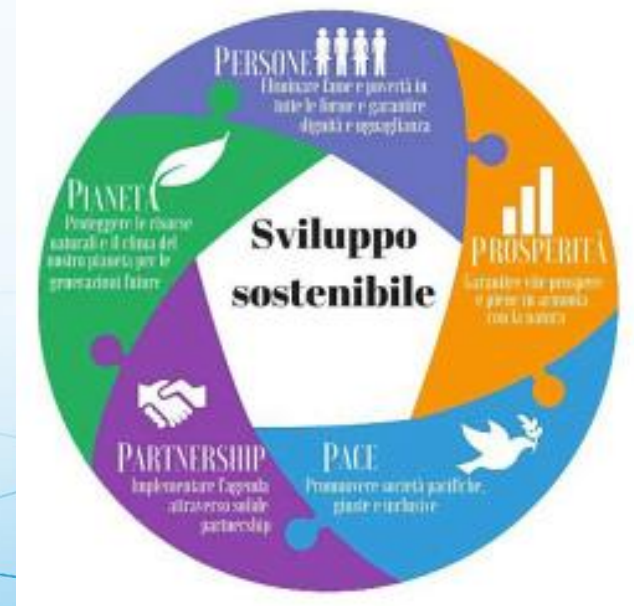 PERSONE
Eliminare fame e povertà in
tutte le forme e garantire
dignità e uguaglianza
PROSPERITÀ
Garantire vite prospere
e piene in armonia
con la natura
PACE
Promuovere società pacifiche,
giuste e inclusive
PARTNERSHIP
Implementare l'agenda
attraverso solide
partnership
PIANETA
Proteggere le risorse
naturali e il clima del
nostro pianeta per le
generazioni future
Sviluppo
sostenibile